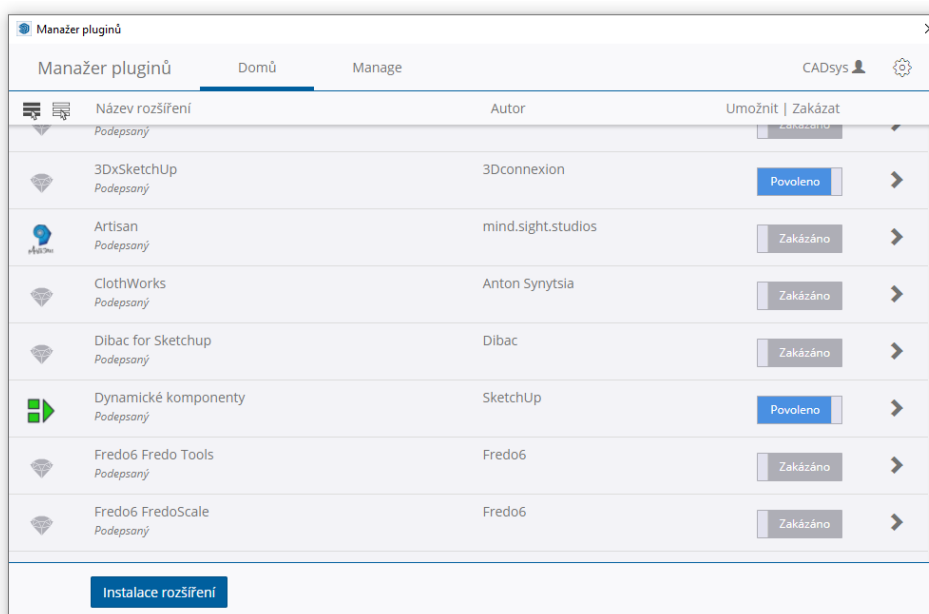 Manažer pluginů
Manažer pluginů Domů Manage CADsys
Název rozšíření Autor Umožnit | Zakázat
Podepsaný Zakázáno
3DxSketchUp 3Dconnexion
Podepsaný Povoleno
Artisan mind.sight.studios
Podepsaný Zakázáno
ClothWorks Anton Synytsia
Podepsaný Zakázáno
Dibac for Sketchup Dibac
Podepsaný Zakázáno
Dynamické komponenty SketchUp
Podepsaný Povoleno
Fredo6 Fredo Tools Fredo6
Podepsaný Zakázáno
Fredo6 FredoScale Fredo6
Podepsaný Zakázáno
Instalace rozšíření